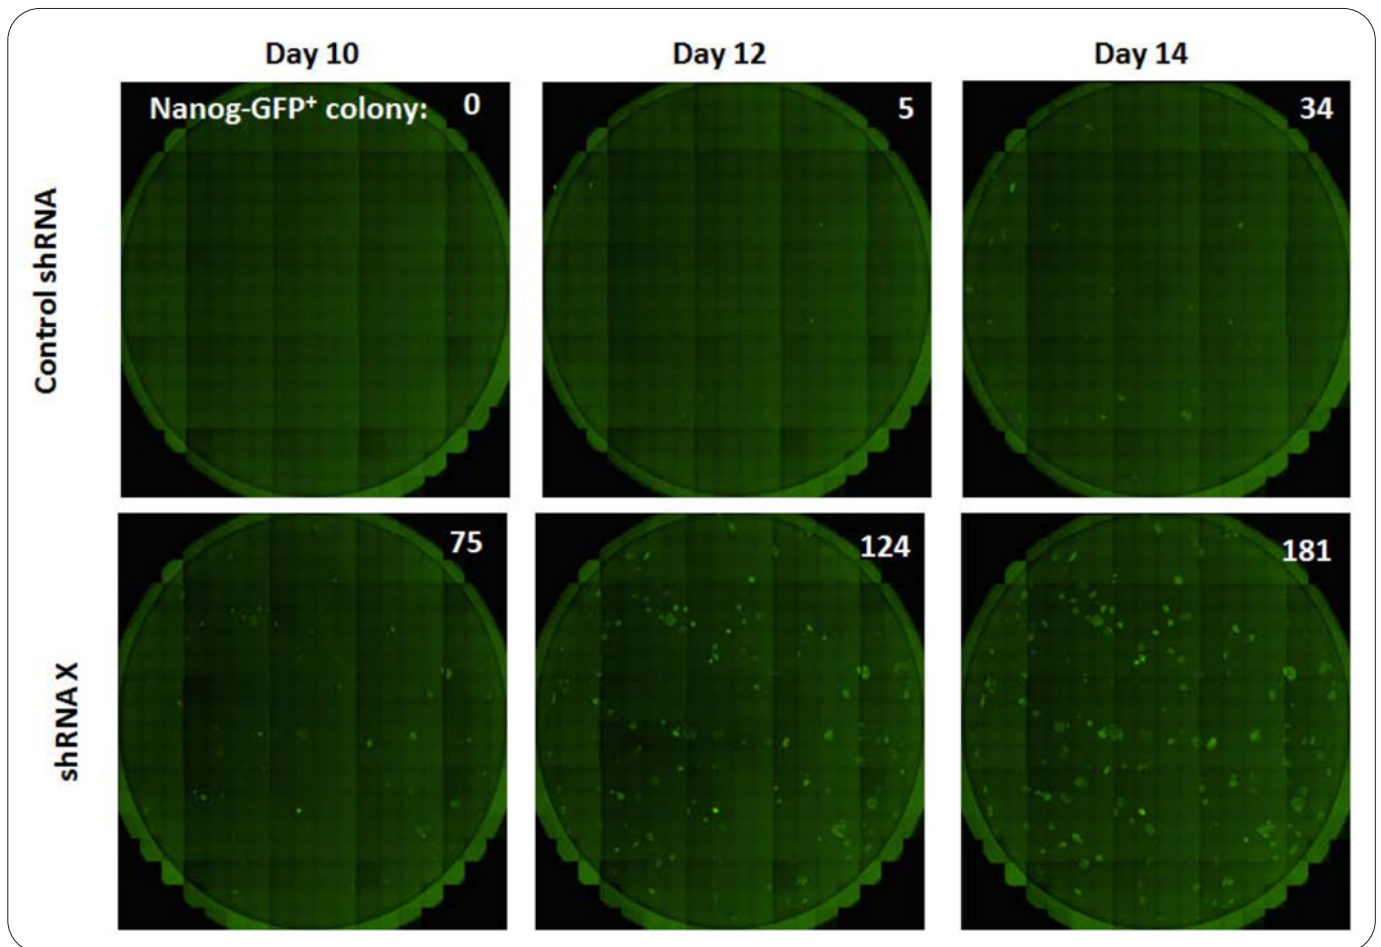 Day 10
Day 12
Day 14
Control shRNA
Nanog-GFP⁺ colony: 0
5
34
shRNA X
75
124
181